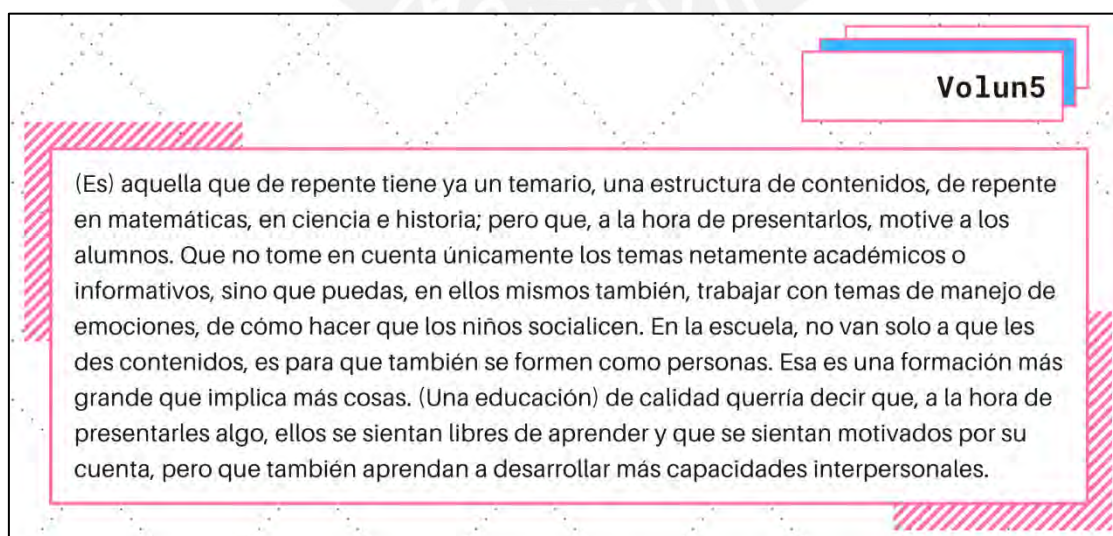 Volun5
(Es) aquella que de repente tiene ya un temario, una estructura de contenidos, de repente
en matemáticas, en ciencia e historia; pero que, a la hora de presentarlos, motive a los
alumnos. Que no tome en cuenta únicamente los temas netamente académicos o
informativos, sino que puedas, en ellos mismos también, trabajar con temas de manejo de
emociones, de cómo hacer que los niños socialicen. En la escuela, no van solo a que les
des contenidos, es para que también se formen como personas. Esa es una formación más
grande que implica más cosas. (Una educación) de calidad querría decir que, a la hora de
presentarles algo, ellos se sientan libres de aprender y que se sientan motivados por su
cuenta, pero que también aprendan a desarrollar más capacidades interpersonales.